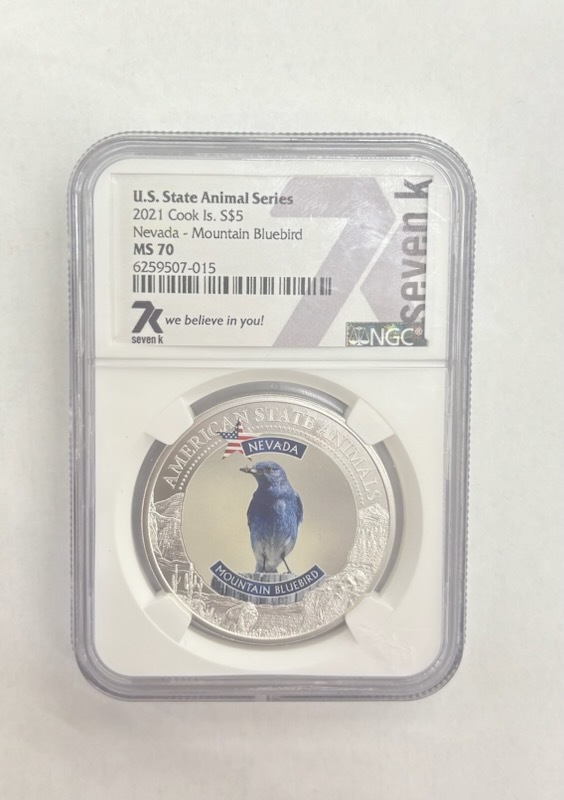 U.S. State Animal Series
2021 Cook Is. S$5
Nevada - Mountain Bluebird
MS 70
6259507-015
7k
seven k
we believe in you!
7k
seven k
NGC®
AMERICAN STATE ANIMALS
NEVADA
MOUNTAIN BLUEBIRD